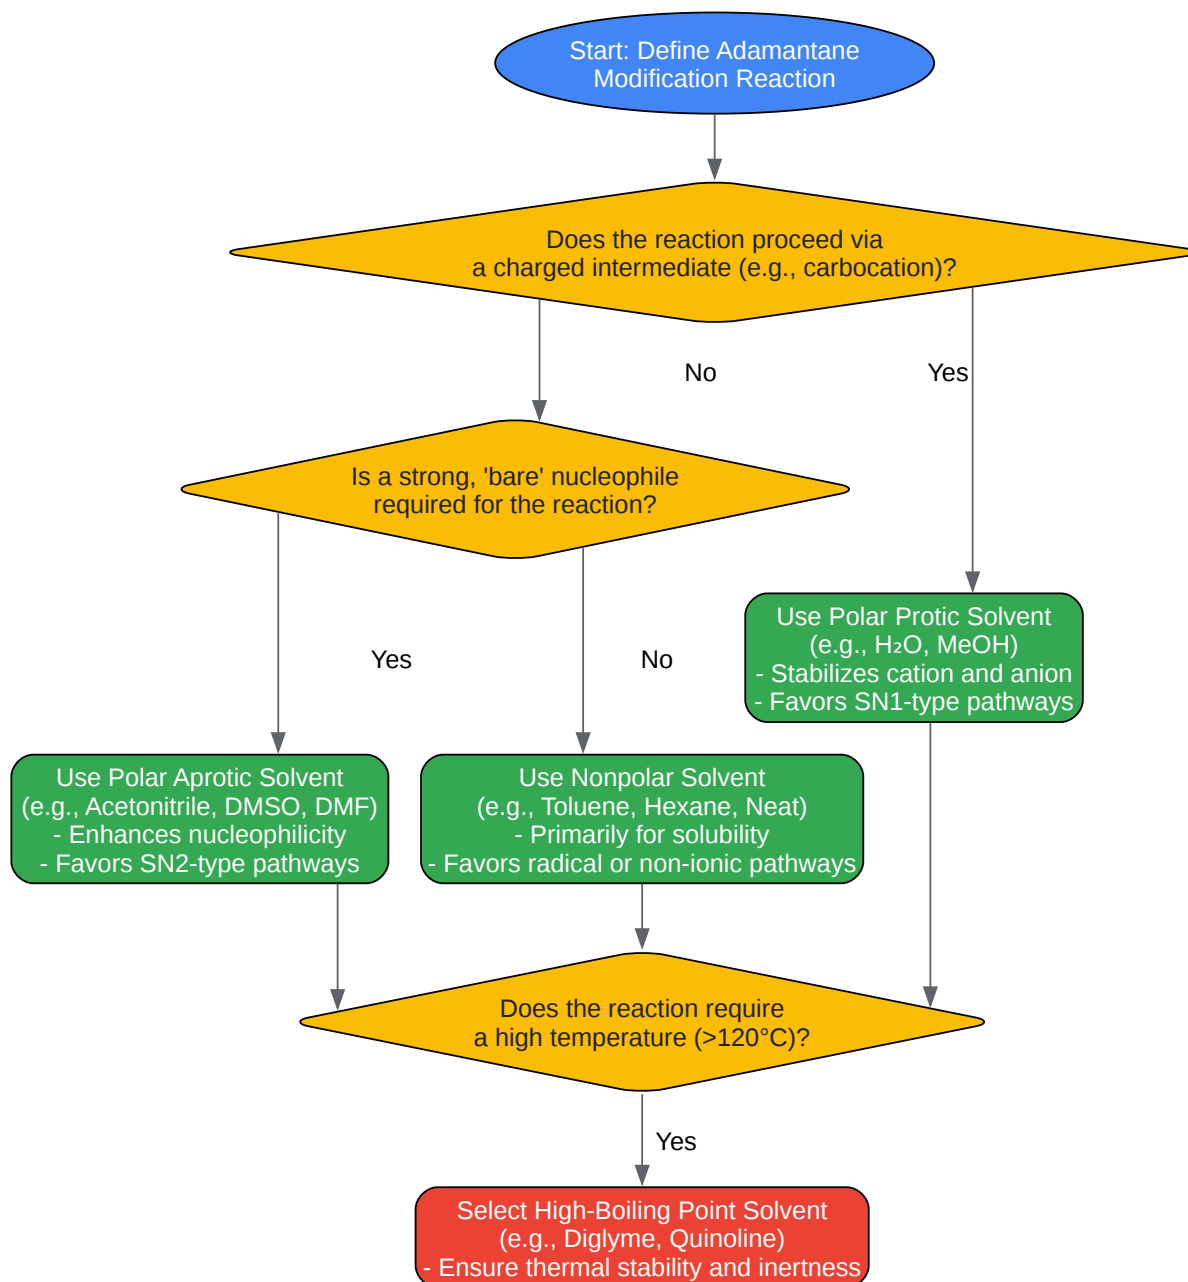 Start: Define Adamantane
Modification Reaction
Does the reaction proceed via
a charged intermediate (e.g., carbocation)?
No
Yes
Is a strong, 'bare' nucleophile
required for the reaction?
Yes
No
Use Polar Protic Solvent
(e.g., H₂O, MeOH)
- Stabilizes cation and anion
- Favors SN1-type pathways
Use Polar Aprotic Solvent
(e.g., Acetonitrile, DMSO, DMF)
- Enhances nucleophilicity
- Favors SN2-type pathways
Use Nonpolar Solvent
(e.g., Toluene, Hexane, Neat)
- Primarily for solubility
- Favors radical or non-ionic pathways
Does the reaction require
a high temperature (>120°C)?
Yes
Select High-Boiling Point Solvent
(e.g., Diglyme, Quinoline)
- Ensure thermal stability and inertness